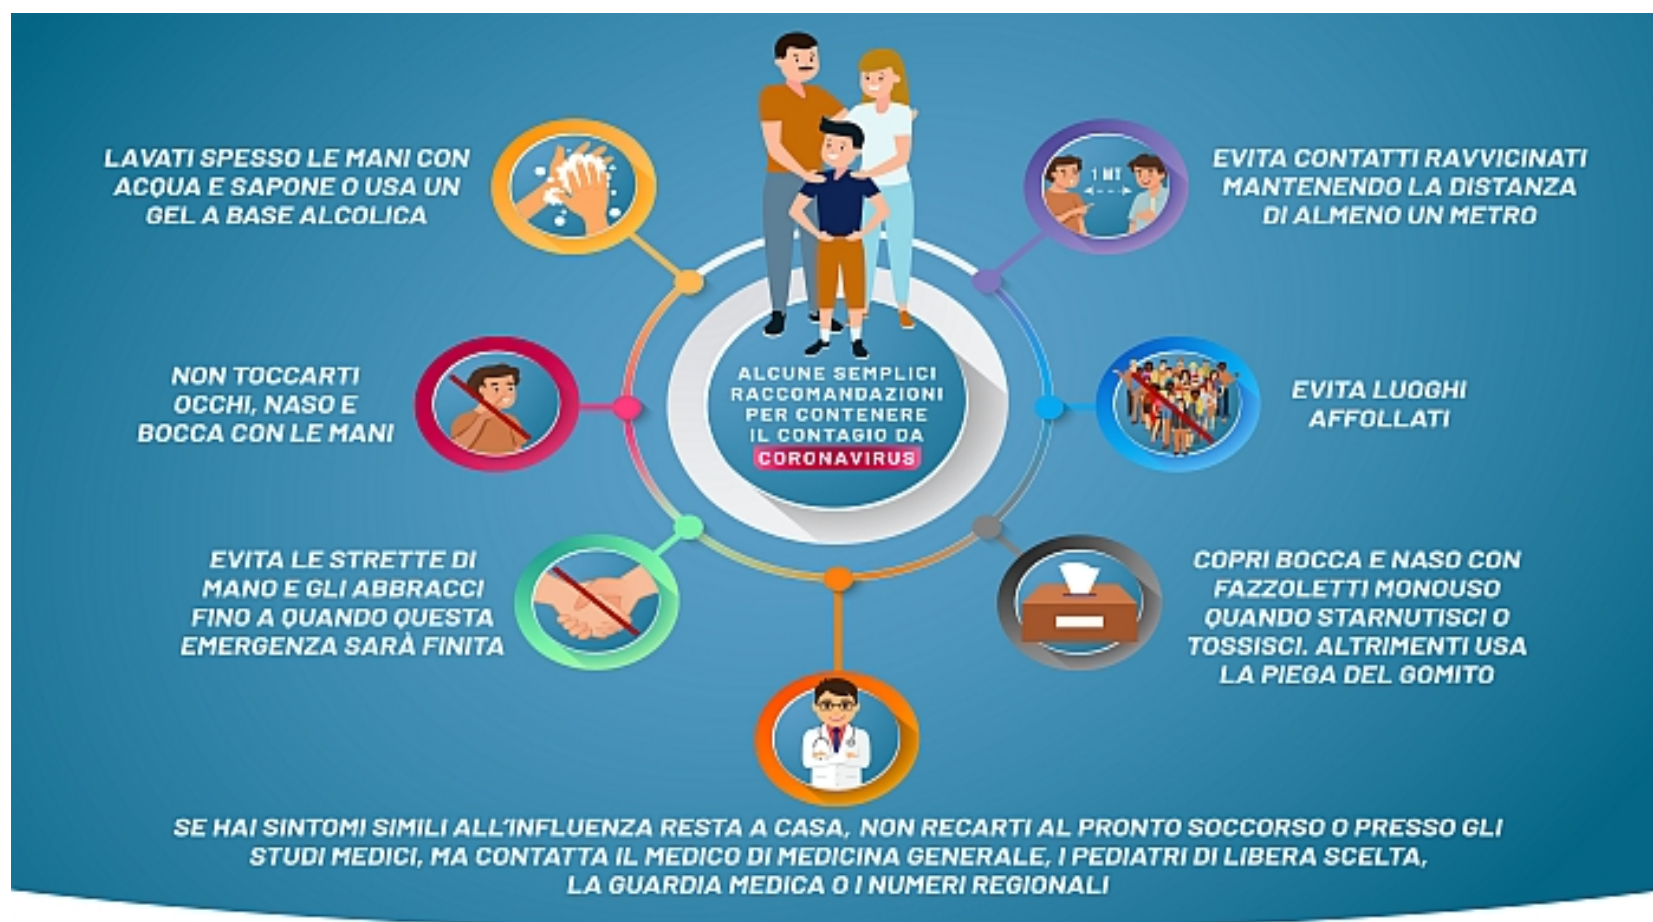 LAVATI SPESSO LE MANI CON
ACQUA E SAPONE O USA UN
GEL A BASE ALCOLICA
1 MT
EVITA CONTATTI RAVVICINATI
MANTENENDO LA DISTANZA
DI ALMENO UN METRO
NON TOCCARTI
OCCHI, NASO E
BOCCA CON LE MANI
ALCUNE SEMPLICI
RACCOMANDAZIONI
PER CONTENERE
IL CONTAGIO DA
CORONAVIRUS
EVITA LUOGHI
AFFOLLATI
EVITA LE STRETTE DI
MANO E GLI ABBRACCI
FINO A QUANDO QUESTA
EMERGENZA SARÀ FINITA
COPRI BOCCA E NASO CON
FAZZOLETTI MONOUSO
QUANDO STARNUTISCI O
TOSSISCI. ALTRIMENTI USA
LA PIEGA DEL GOMITO
SE HAI SINTOMI SIMILI ALL'INFLUENZA RESTA A CASA, NON RECARTI AL PRONTO SOCCORSO O PRESSO GLI
STUDI MEDICI, MA CONTATTA IL MEDICO DI MEDICINA GENERALE, I PEDIATRI DI LIBERA SCELTA,
LA GUARDIA MEDICA O I NUMERI REGIONALI